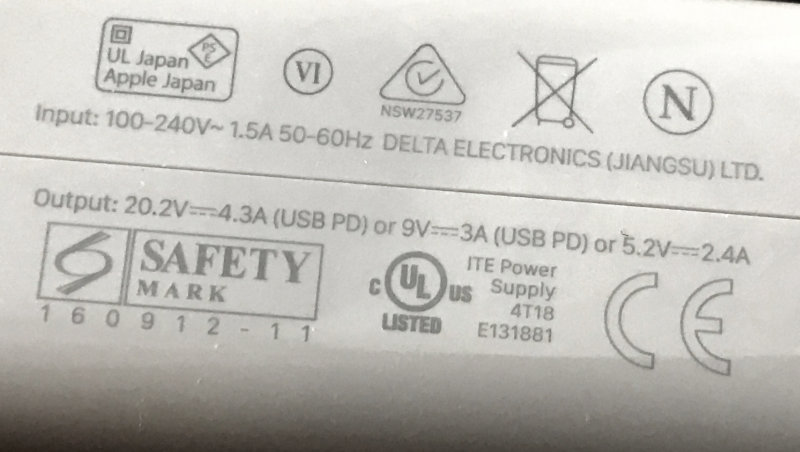 UL Japan PS E
Apple Japan
VI
NSW27537
N
Input: 100-240V~ 1.5A 50-60Hz DELTA ELECTRONICS (JIANGSU) LTD.
Output: 20.2V⎓4.3A (USB PD) or 9V⎓3A (USB PD) or 5.2V⎓2.4A
SAFETY
MARK
160912-11
C UL US
LISTED
ITE Power
Supply
4T18
E131881
CE